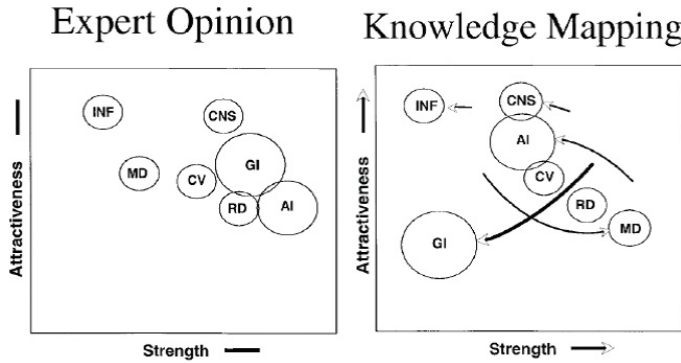 Expert Opinion
INF
CNS
GI
MD
CV
RD
AI
Attractiveness
Strength
Knowledge Mapping
INF
CNS
AI
CV
RD
MD
GI
Attractiveness
Strength